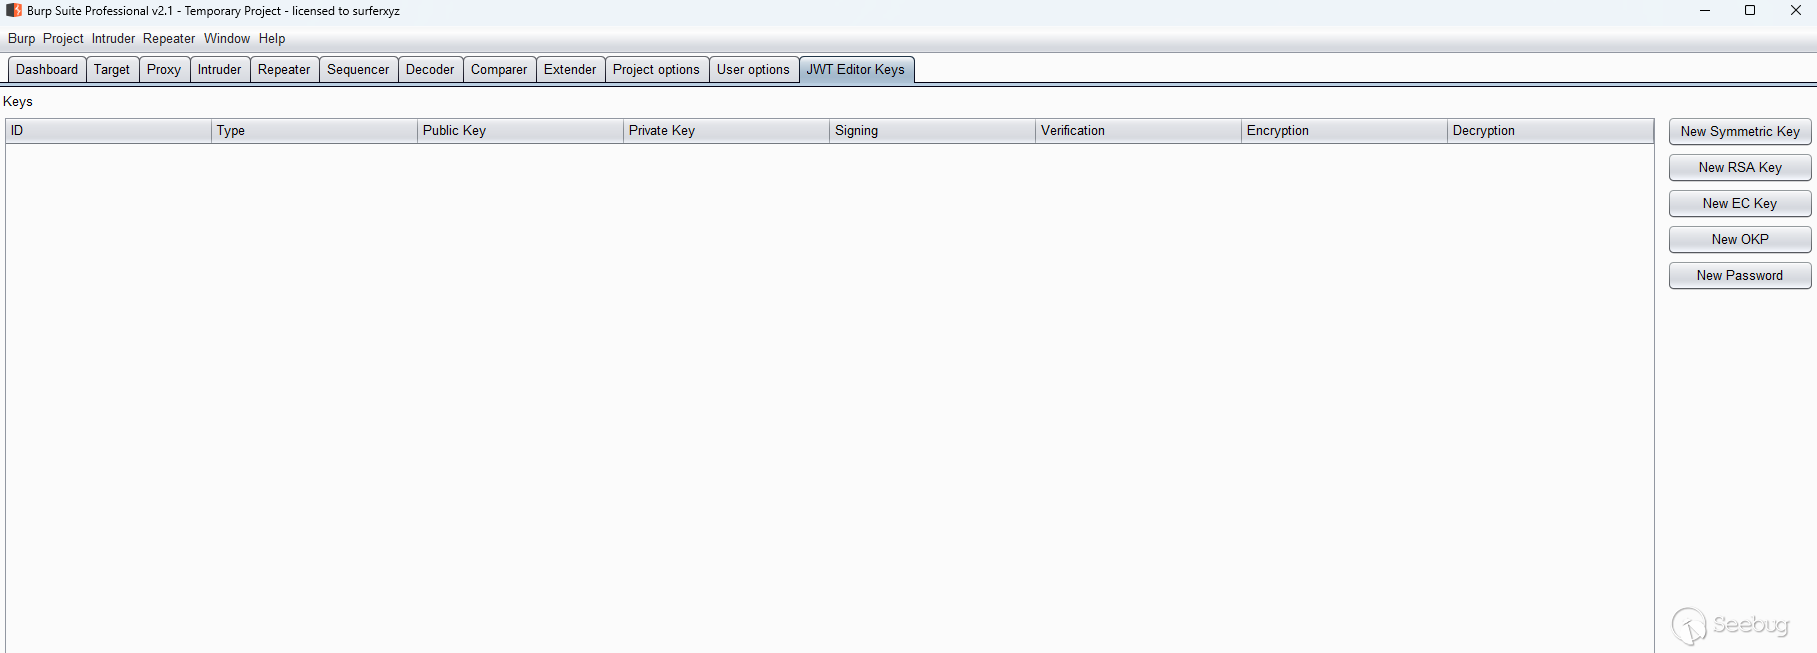 Burp Suite Professional v2.1 - Temporary Project - licensed to surferxyz
Burp Project Intruder Repeater Window Help
Dashboard Target Proxy Intruder Repeater Sequencer Decoder Comparer Extender Project options User options JWT Editor Keys
Keys
ID Type Public Key Private Key Signing Verification Encryption Decryption
New Symmetric Key
New RSA Key
New EC Key
New OKP
New Password
Seebug